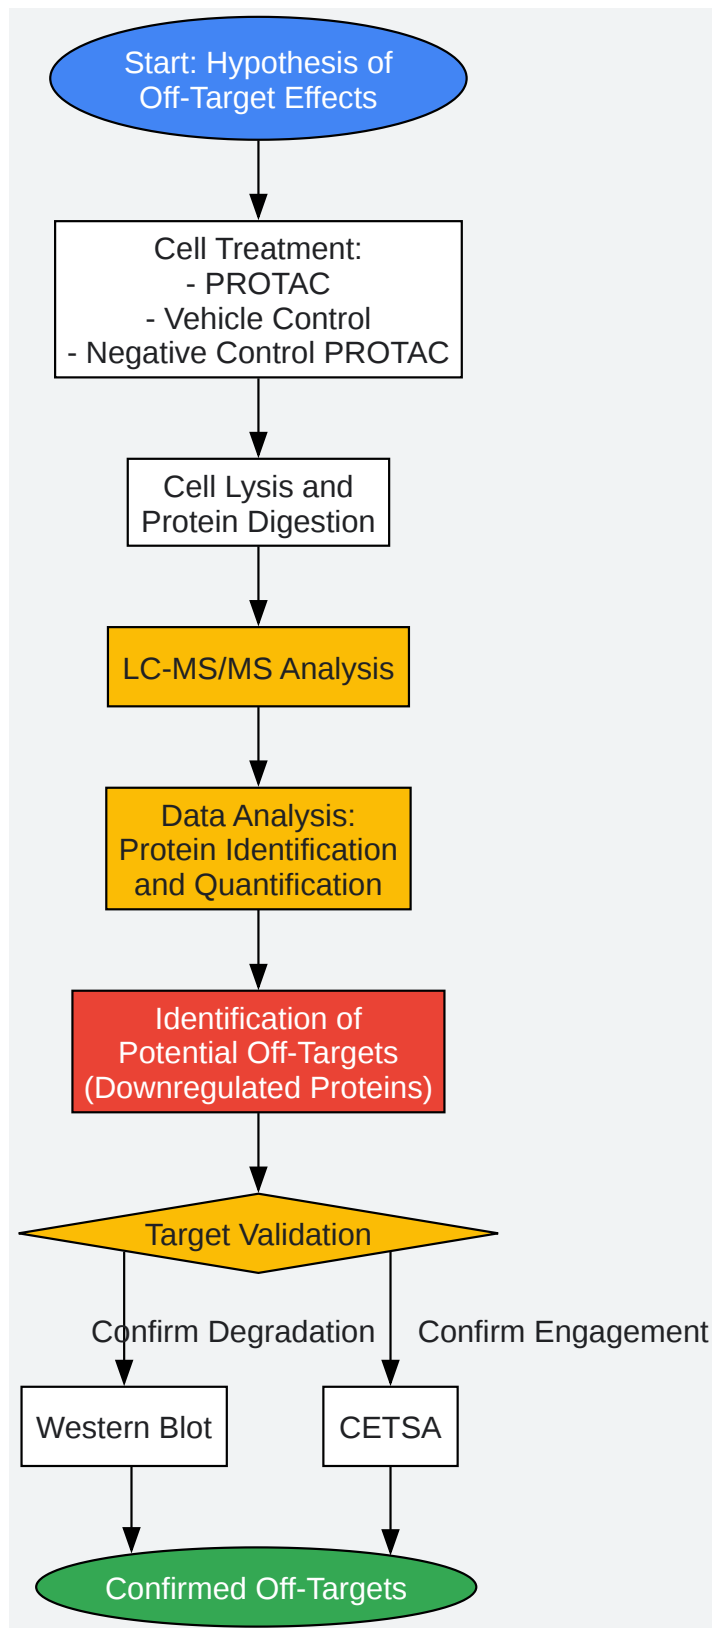 Start: Hypothesis of
Off-Target Effects
Cell Treatment:
- PROTAC
- Vehicle Control
- Negative Control PROTAC
Cell Lysis and
Protein Digestion
LC-MS/MS Analysis
Data Analysis:
Protein Identification
and Quantification
Identification of
Potential Off-Targets
(Downregulated Proteins)
Target Validation
Confirm Degradation
Confirm Engagement
Western Blot
CETSA
Confirmed Off-Targets